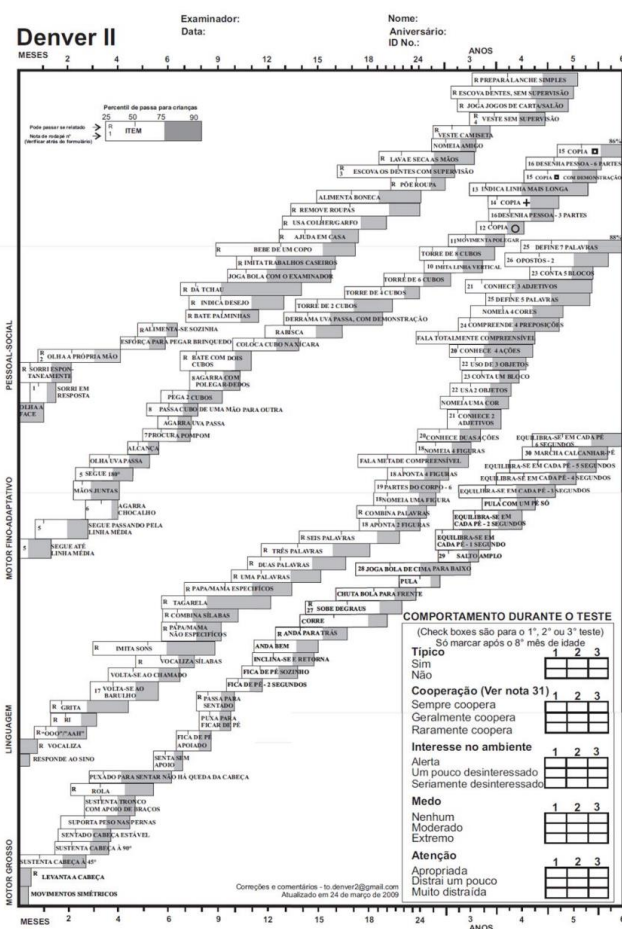 Denver II
Examinador:
Data:
Nome:
Aniversário:
ID No.:
MESES
ANOS
2 4 6 8 10 12 15 18 24 3 4 5 6
Percentil de passa para crianças
25 50 75 90
Pode passar se relatado
Nota de rodapé nº
(Verificar atrás do formulário)
R
1
ITEM
PESSOAL-SOCIAL
R PREPARA LANCHE SIMPLES
R ESCOVA DENTES, SEM SUPERVISÃO
R JOGA JOGOS DE CARTA/SALÃO
R
4 VESTE SEM SUPERVISÃO
R VESTE CAMISETA
NOMEIA AMIGO
R LAVA E SECA AS MÃOS
R
3 ESCOVA OS DENTES COM SUPERVISÃO
R PÕE ROUPA
ALIMENTA BONECA
R REMOVE ROUPAS
R USA COLHER/GARFO
R AJUDA EM CASA
R BEBE DE UM COPO
R IMITA TRABALHOS CASEIROS
JOGA BOLA COM O EXAMINADOR
R DÁ TCHAU
R INDICA DESEJO
R BATE PALMINHAS
R ALIMENTA-SE SOZINHA
ESFORÇA PARA PEGAR BRINQUEDO
R
2 OLHA A PRÓPRIA MÃO
R SORRI ESPON-
TANEAMENTE
1 SORRI EM
RESPOSTA
OLHA A
FACE
MOTOR FINO-ADAPTATIVO
86%
15 COPIA
16 DESENHA PESSOA - 6 PARTES
15 COPIA COM DEMONSTRAÇÃO
13 INDICA LINHA MAIS LONGA
14 COPIA +
16 DESENHA PESSOA - 3 PARTES
12 COPIA O
11 MOVIMENTA POLEGAR
TORRE DE 8 CUBOS
10 IMITA LINHA VERTICAL
TORRE DE 6 CUBOS
TORRE DE 4 CUBOS
TORRE DE 2 CUBOS
DERRAMA UVA PASSA, COM DEMONSTRAÇÃO
RABISCA
COLOCA CUBO NA XÍCARA
R BATE COM DOIS
CUBOS
8 AGARRA COM
POLEGAR-DEDOS
PEGA 2 CUBOS
8 PASSA CUBO DE UMA MÃO PARA OUTRA
AGARRA UVA PASSA
7 PROCURA POMPOM
ALCANÇA
OLHA UVA PASSA
5 SEGUE 180º
MÃOS JUNTAS
6 AGARRA
CHOCALHO
5 SEGUE PASSANDO PELA
LINHA MÉDIA
5 SEGUE ATÉ
LINHA MÉDIA
LINGUAGEM
88%
25 DEFINE 7 PALAVRAS
26 OPOSTOS - 2
23 CONTA 5 BLOCOS
21 CONHECE 3 ADJETIVOS
25 DEFINE 5 PALAVRAS
NOMEIA 4 CORES
24 COMPREENDE 4 PREPOSIÇÕES
FALA TOTALMENTE COMPREENSÍVEL
20 CONHECE 4 AÇÕES
22 USO DE 3 OBJETOS
23 CONTA UM BLOCO
22 USA 2 OBJETOS
NOMEIA UMA COR
21 CONHECE 2
ADJETIVOS
20 CONHECE DUAS AÇÕES
18 NOMEIA 4 FIGURAS
FALA METADE COMPREENSÍVEL
18 APONTA 4 FIGURAS
19 PARTES DO CORPO - 6
18 NOMEIA UMA FIGURA
R COMBINA PALAVRAS
18 APONTA 2 FIGURAS
R SEIS PALAVRAS
R TRÊS PALAVRAS
R DUAS PALAVRAS
R UMA PALAVRAS
R PAPA/MAMA ESPECÍFICOS
R TAGARELA
R COMBINA SÍLABAS
R PAPA/MAMA
NÃO ESPECÍFICOS
R IMITA SONS
R VOCALIZA SÍLABAS
VOLTA-SE AO CHAMADO
17 VOLTA-SE AO
BARULHO
R GRITA
R RI
R "OOO"/"AAH"
R VOCALIZA
RESPONDE AO SINO
MOTOR GROSSO
EQUILIBRA-SE EM CADA PÉ
6 SEGUNDOS
30 MARCHA CALCANHAR-PÉ
EQUILIBRA-SE EM CADA PÉ - 5 SEGUNDOS
EQUILIBRA-SE EM CADA PÉ - 4 SEGUNDOS
EQUILIBRA-SE EM CADA PÉ - 3 SEGUNDOS
PULA COM UM PÉ SÓ
EQUILIBRA-SE EM
CADA PÉ - 2 SEGUNDOS
EQUILIBRA-SE EM
CADA PÉ - 1 SEGUNDO
29 SALTO AMPLO
28 JOGA BOLA DE CIMA PARA BAIXO
PULA
CHUTA BOLA PARA FRENTE
R
27 SOBE DEGRAUS
CORRE
R ANDA PARA TRÁS
ANDA BEM
INCLINA-SE E RETORNA
FICA DE PÉ SOZINHO
FICA DE PÉ - 2 SEGUNDOS
R PASSA PARA
SENTADO
PUXA PARA
FICAR DE PÉ
FICA DE PÉ
APOIADO
SENTA SEM
APOIO
PUXADO PARA SENTAR NÃO HÁ QUEDA DA CABEÇA
R ROLA
SUSTENTA TRONCO
COM APOIO DE BRAÇOS
SUPORTA PESO NAS PERNAS
SENTADO CABEÇA ESTÁVEL
SUSTENTA CABEÇA À 90º
SUSTENTA CABEÇA À 45º
R LEVANTA A CABEÇA
MOVIMENTOS SIMÉTRICOS
COMPORTAMENTO DURANTE O TESTE
(Check boxes são para o 1°, 2° ou 3° teste)
Só marcar após o 8° mês de idade
Típico 1 2 3
Sim
Não
Cooperação (Ver nota 31) 1 2 3
Sempre coopera
Geralmente coopera
Raramente coopera
Interesse no ambiente 1 2 3
Alerta
Um pouco desinteressado
Seriamente desinteressado
Medo 1 2 3
Nenhum
Moderado
Extremo
Atenção 1 2 3
Apropriada
Distrai um pouco
Muito distraída
Correções e comentários - to.denver2@gmail.com
Atualizado em 24 de março de 2009
MESES
2 4 6 8 10 12 15 18 24 3 4 5 6
ANOS